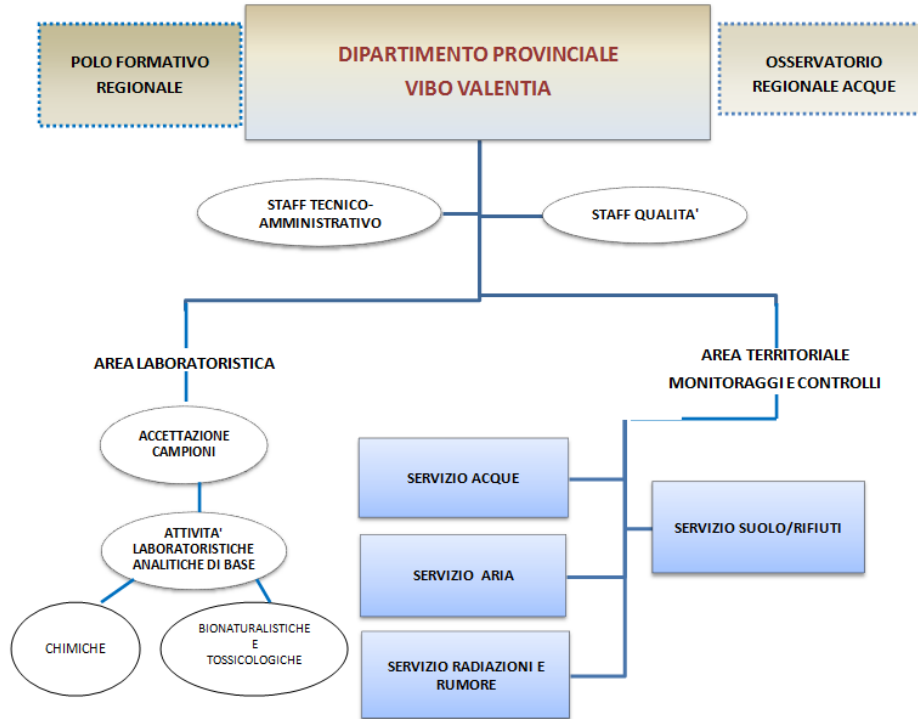 POLO FORMATIVO
REGIONALE
DIPARTIMENTO PROVINCIALE
VIBO VALENTIA
OSSERVATORIO
REGIONALE ACQUE
STAFF TECNICO-
AMMINISTRATIVO
STAFF QUALITA'
AREA LABORATORISTICA
AREA TERRITORIALE
MONITORAGGI E CONTROLLI
ACCETTAZIONE
CAMPIONI
ATTIVITA'
LABORATORISTICHE
ANALITICHE DI BASE
CHIMICHE
BIONATURALISTICHE
E
TOSSICOLOGICHE
SERVIZIO ACQUE
SERVIZIO SUOLO/RIFIUTI
SERVIZIO ARIA
SERVIZIO RADIAZIONI E
RUMORE